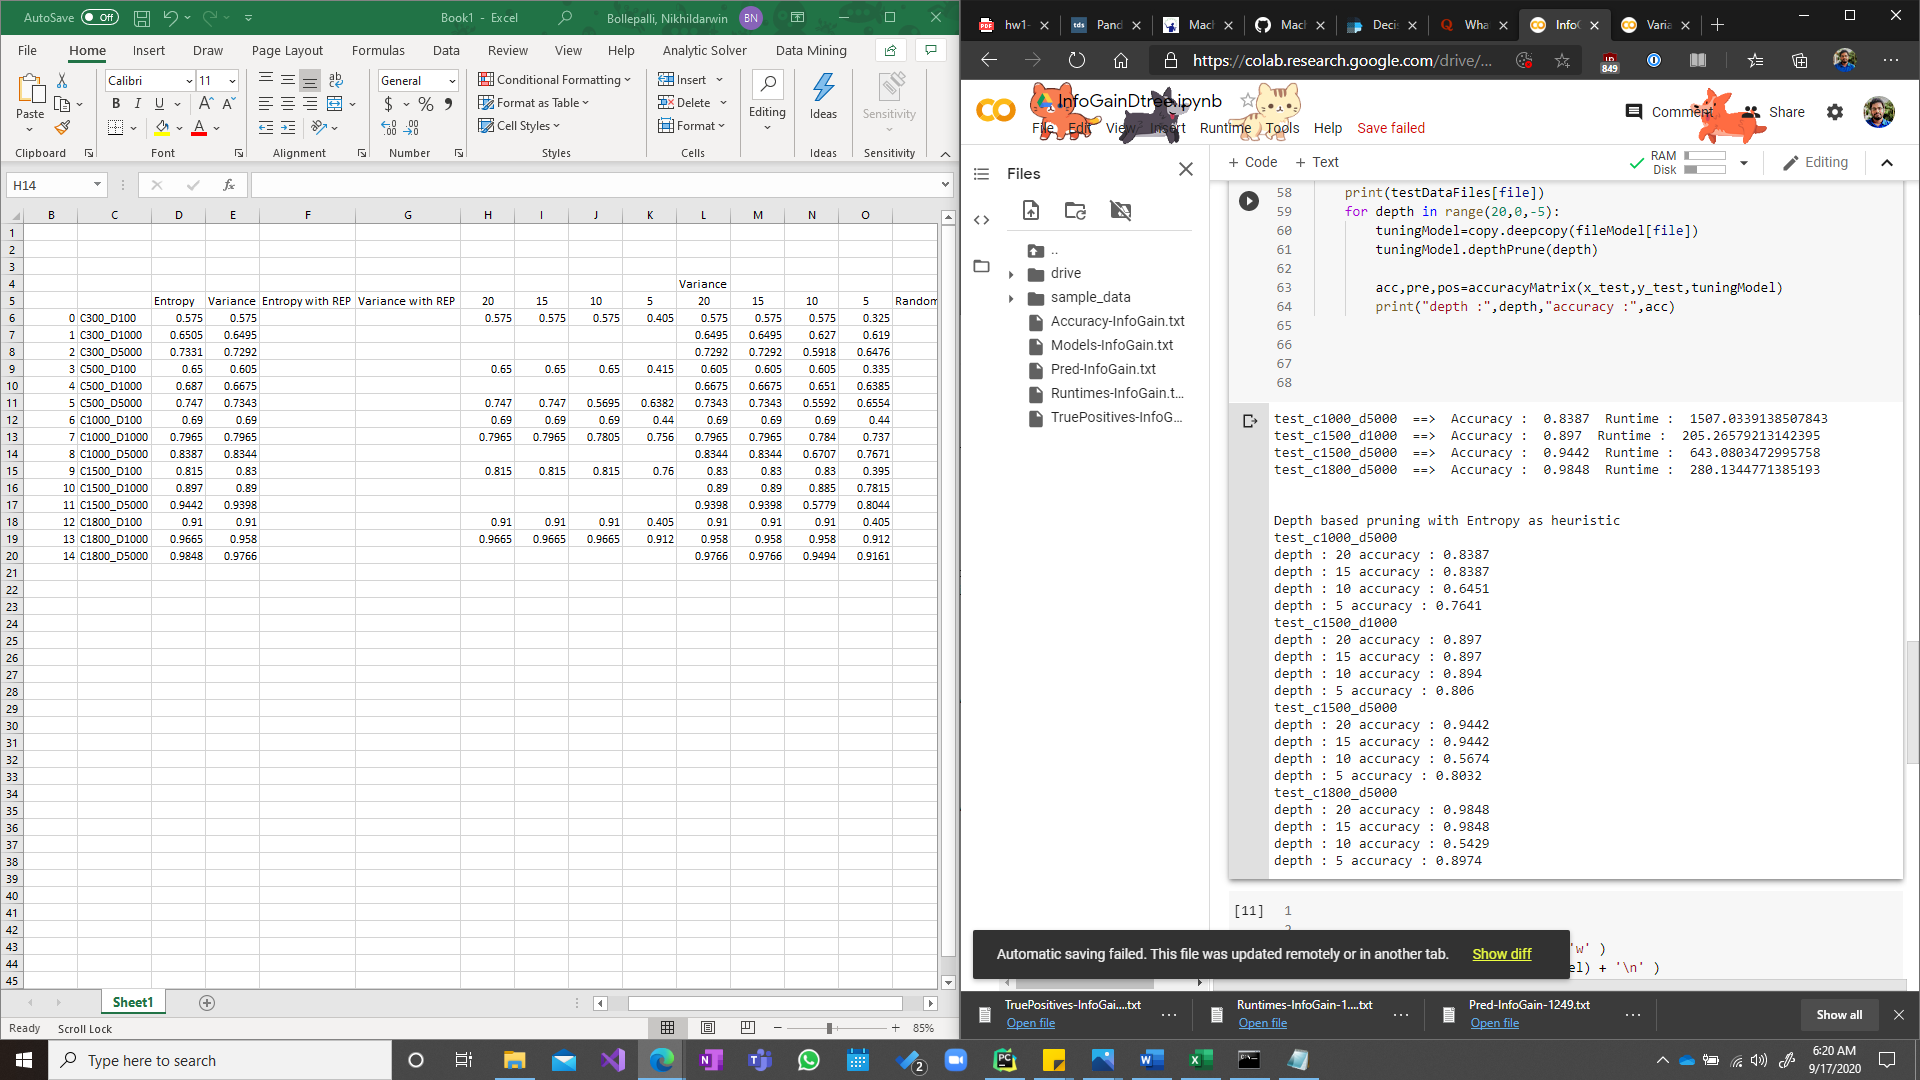 AutoSave Off Book1 - Excel Bollepalli, Nikhildarwin BN
File Home Insert Draw Page Layout Formulas Data Review View Help Analytic Solver Data Mining
Calibri 11 General Conditional Formatting Insert
Paste B I U Format as Table Delete Editing Ideas Sensitivity
Cell Styles Format
Clipboard Font Alignment Number Styles Cells Ideas Sensitivity
H14 fx
B C D E F G H I J K L M N O
1
2
3
4 Variance
5 Entropy Variance Entropy with REP Variance with REP 20 15 10 5 20 15 10 5 Random
6 0 C300_D100 0.575 0.575 0.575 0.575 0.575 0.405 0.575 0.575 0.575 0.325
7 1 C300_D1000 0.6505 0.6495 0.6495 0.6495 0.627 0.619
8 2 C300_D5000 0.7331 0.7292 0.7292 0.7292 0.5918 0.6476
9 3 C500_D100 0.65 0.605 0.65 0.65 0.65 0.415 0.605 0.605 0.605 0.335
10 4 C500_D1000 0.687 0.6675 0.6675 0.6675 0.651 0.6385
11 5 C500_D5000 0.747 0.7343 0.747 0.747 0.5695 0.6382 0.7343 0.7343 0.5592 0.6554
12 6 C1000_D100 0.69 0.69 0.69 0.69 0.69 0.44 0.69 0.69 0.69 0.44
13 7 C1000_D1000 0.7965 0.7965 0.7965 0.7965 0.7805 0.756 0.7965 0.7965 0.784 0.737
14 8 C1000_D5000 0.8387 0.8344 0.8344 0.8344 0.6707 0.7671
15 9 C1500_D100 0.815 0.83 0.815 0.815 0.815 0.76 0.83 0.83 0.83 0.395
16 10 C1500_D1000 0.897 0.89 0.89 0.89 0.885 0.7815
17 11 C1500_D5000 0.9442 0.9398 0.9398 0.9398 0.5779 0.8044
18 12 C1800_D100 0.91 0.91 0.91 0.91 0.91 0.405 0.91 0.91 0.91 0.405
19 13 C1800_D1000 0.9665 0.958 0.9665 0.9665 0.9665 0.912 0.958 0.958 0.958 0.912
20 14 C1800_D5000 0.9848 0.9766 0.9766 0.9766 0.9494 0.9161
21
22
23
24
25
26
27
28
29
30
31
32
33
34
35
36
37
38
39
40
41
42
43
44
45
Sheet1
Ready Scroll Lock 85%
hw1- Pand Mach Mach Decis Wha InfoG Varia
https://colab.research.google.com/drive/... 849
InfoGainDtree.ipynb Comment Share
File Edit View Insert Runtime Tools Help Save failed
+ Code + Text RAM Disk Editing
Files
..
drive
sample_data
Accuracy-InfoGain.txt
Models-InfoGain.txt
Pred-InfoGain.txt
Runtimes-InfoGain.t...
TruePositives-InfoG...
58 print(testDataFiles[file])
59 for depth in range(20,0,-5):
60 tuningModel=copy.deepcopy(fileModel[file])
61 tuningModel.depthPrune(depth)
62
63 acc,pre,pos=accuracyMatrix(x_test,y_test,tuningModel)
64 print("depth :",depth,"accuracy :",acc)
65
66
67
68
test_c1000_d5000 ==> Accuracy : 0.8387 Runtime : 1507.0339138507843
test_c1500_d1000 ==> Accuracy : 0.897 Runtime : 205.26579213142395
test_c1500_d5000 ==> Accuracy : 0.9442 Runtime : 643.0803472995758
test_c1800_d5000 ==> Accuracy : 0.9848 Runtime : 280.1344771385193
Depth based pruning with Entropy as heuristic
test_c1000_d5000
depth : 20 accuracy : 0.8387
depth : 15 accuracy : 0.8387
depth : 10 accuracy : 0.6451
depth : 5 accuracy : 0.7641
test_c1500_d1000
depth : 20 accuracy : 0.897
depth : 15 accuracy : 0.897
depth : 10 accuracy : 0.894
depth : 5 accuracy : 0.806
test_c1500_d5000
depth : 20 accuracy : 0.9442
depth : 15 accuracy : 0.9442
depth : 10 accuracy : 0.5674
depth : 5 accuracy : 0.8032
test_c1800_d5000
depth : 20 accuracy : 0.9848
depth : 15 accuracy : 0.9848
depth : 10 accuracy : 0.5429
depth : 5 accuracy : 0.8974
[11] 1
'w' )
el) + '\n' )
Automatic saving failed. This file was updated remotely or in another tab. Show diff
TruePositives-InfoGai....txt Runtimes-InfoGain-1....txt Pred-InfoGain-1249.txt
Open file Open file Open file Show all
Type here to search 2 6:20 AM
9/17/2020